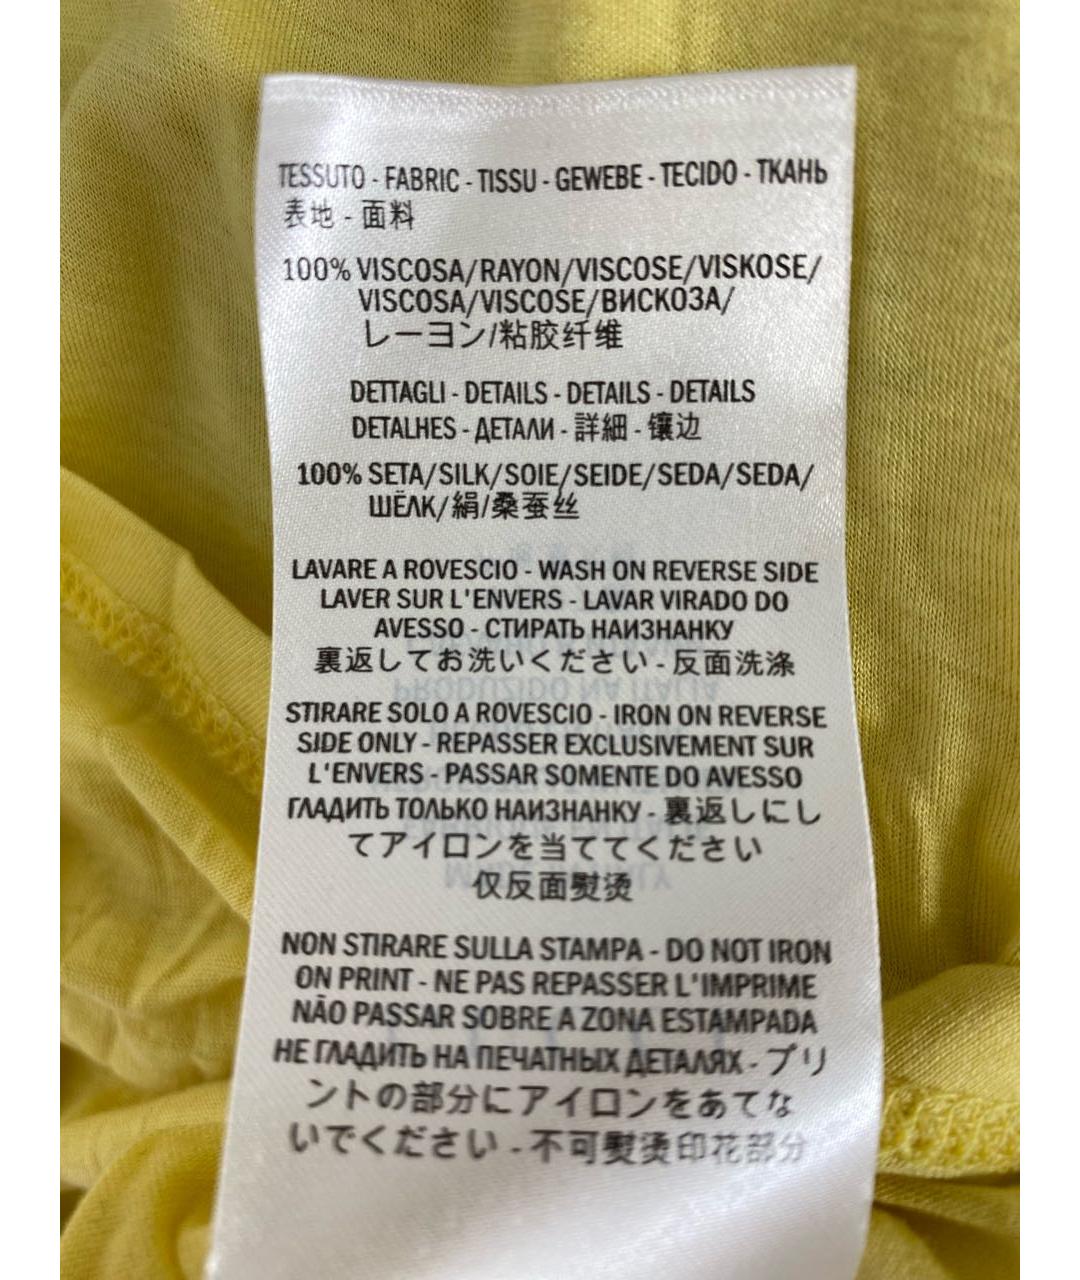 TESSUTO - FABRIC - TISSU - GEWEBE - TECIDO - ТКАНЬ
表地 - 面料
100% VISCOSA/RAYON/VISCOSE/VISKOSE/
VISCOSA/VISCOSE/ВИСКОЗА/
レーヨン/粘胶纤维
DETTAGLI - DETAILS - DETAILS - DETAILS
DETALHES - ДЕТАЛИ - 詳細 - 镶边
100% SETA/SILK/SOIE/SEIDE/SEDA/SEDA/
ШЁЛК/絹/桑蚕丝
LAVARE A ROVESCIO - WASH ON REVERSE SIDE
LAVER SUR L'ENVERS - LAVAR VIRADO DO
AVESSO - СТИРАТЬ НАИЗНАНКУ
裏返してお洗いください - 反面洗涤
STIRARE SOLO A ROVESCIO - IRON ON REVERSE
SIDE ONLY - REPASSER EXCLUSIVEMENT SUR
L'ENVERS - PASSAR SOMENTE DO AVESSO
ГЛАДИТЬ ТОЛЬКО НАИЗНАНКУ - 裏返しにし
てアイロンを当ててください
仅反面熨烫
NON STIRARE SULLA STAMPA - DO NOT IRON
ON PRINT - NE PAS REPASSER L'IMPRIME
NÃO PASSAR SOBRE A ZONA ESTAMPADA
НЕ ГЛАДИТЬ НА ПЕЧАТНЫХ ДЕТАЛЯХ - プリ
ントの部分にアイロンをあてな
いでください - 不可熨烫印花部分